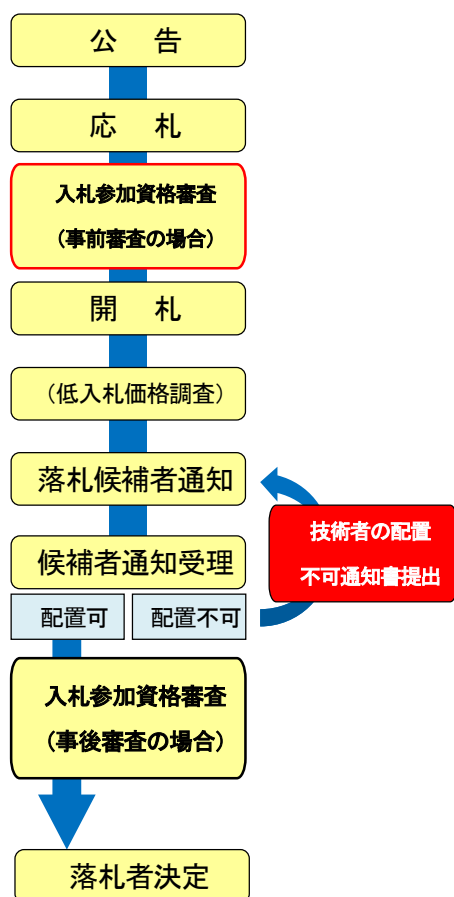 公　告
応　札
入札参加資格審査
（事前審査の場合）
開　札
（低入札価格調査）
落札候補者通知
候補者通知受理
技術者の配置
不可通知書提出
配置可
配置不可
入札参加資格審査
（事後審査の場合）
落札者決定